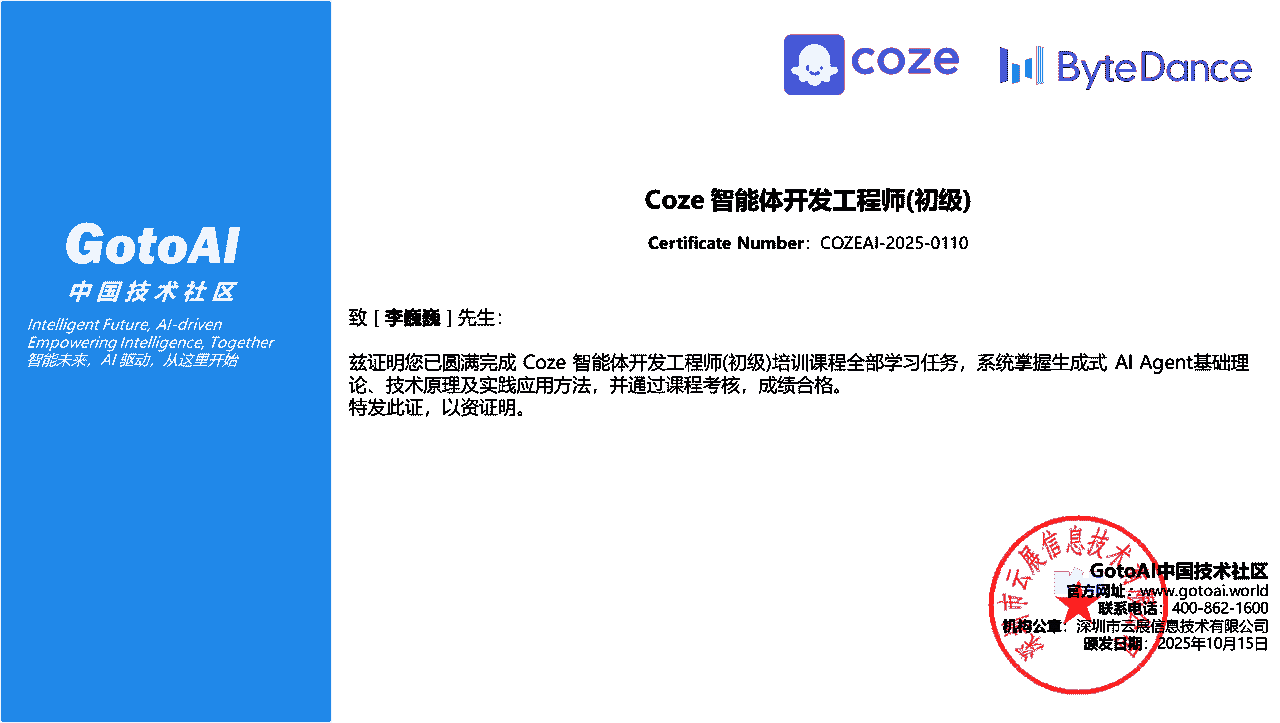 coze
ByteDance
GotoAI
中国技术社区
Intelligent Future, AI-driven
Empowering Intelligence, Together
智能未来，AI 驱动，从这里开始
Coze 智能体开发工程师(初级)
Certificate Number：COZEAI-2025-0110
致 [ 李巍巍 ] 先生：
兹证明您已圆满完成 Coze 智能体开发工程师(初级)培训课程全部学习任务，系统掌握生成式 AI Agent基础理
论、技术原理及实践应用方法，并通过课程考核，成绩合格。
特发此证，以资证明。
GotoAI中国技术社区
官方网址：www.gotoai.world
联系电话：400-862-1600
机构公章：深圳市云展信息技术有限公司
颁发日期：2025年10月15日